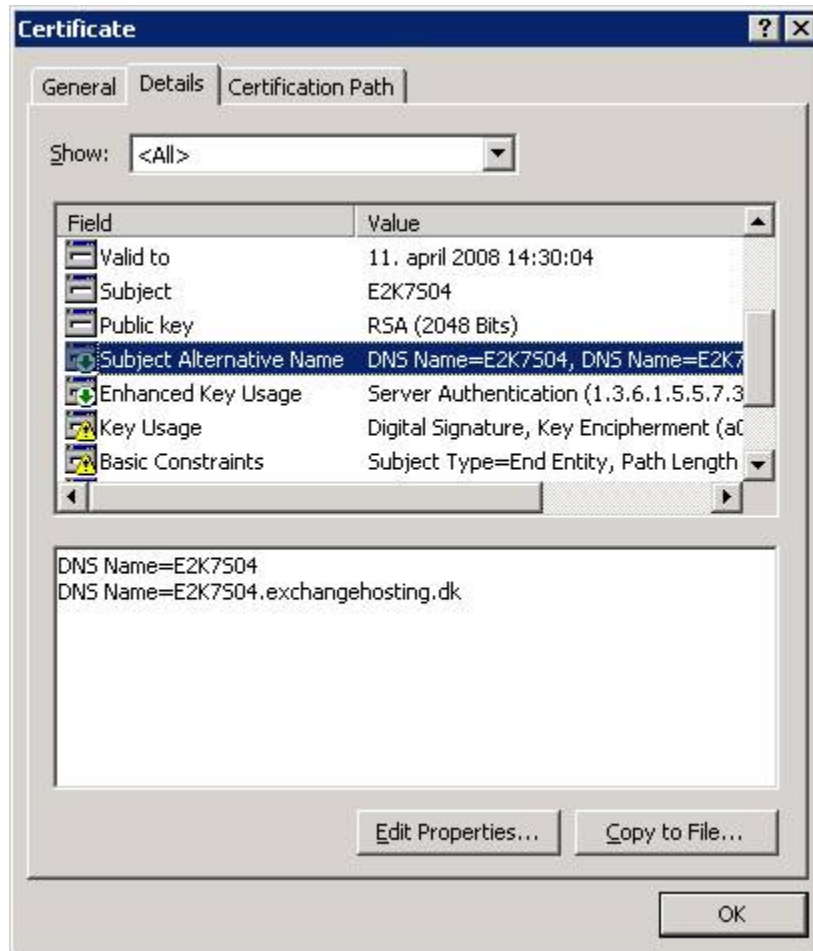 Certificate
General Details Certification Path
Show: <All>
Field Value
Valid to 11. april 2008 14:30:04
Subject E2K7S04
Public key RSA (2048 Bits)
Subject Alternative Name DNS Name=E2K7S04, DNS Name=E2K7
Enhanced Key Usage Server Authentication (1.3.6.1.5.5.7.3
Key Usage Digital Signature, Key Encipherment (a0
Basic Constraints Subject Type=End Entity, Path Length
DNS Name=E2K7S04
DNS Name=E2K7S04.exchangehosting.dk
Edit Properties... Copy to File...
OK